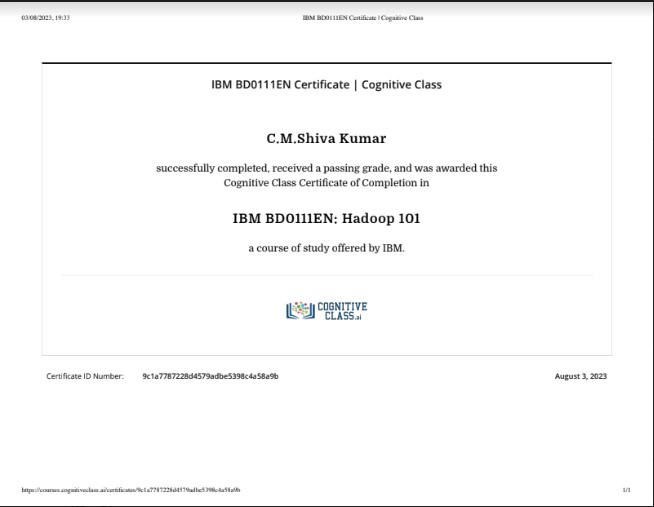 03/08/2023, 19:33
IBM BD0111EN Certificate | Cognitive Class
IBM BD0111EN Certificate | Cognitive Class
C.M.Shiva Kumar
successfully completed, received a passing grade, and was awarded this
Cognitive Class Certificate of Completion in
IBM BD0111EN: Hadoop 101
a course of study offered by IBM.
COGNITIVE
CLASS.ai
Certificate ID Number: 9c1a7787228d4579adbe5398c4a58a9b
August 3, 2023
https://courses.cognitiveclass.ai/certificates/9c1a7787228d4579adbe5398c4a58a9b
1/1